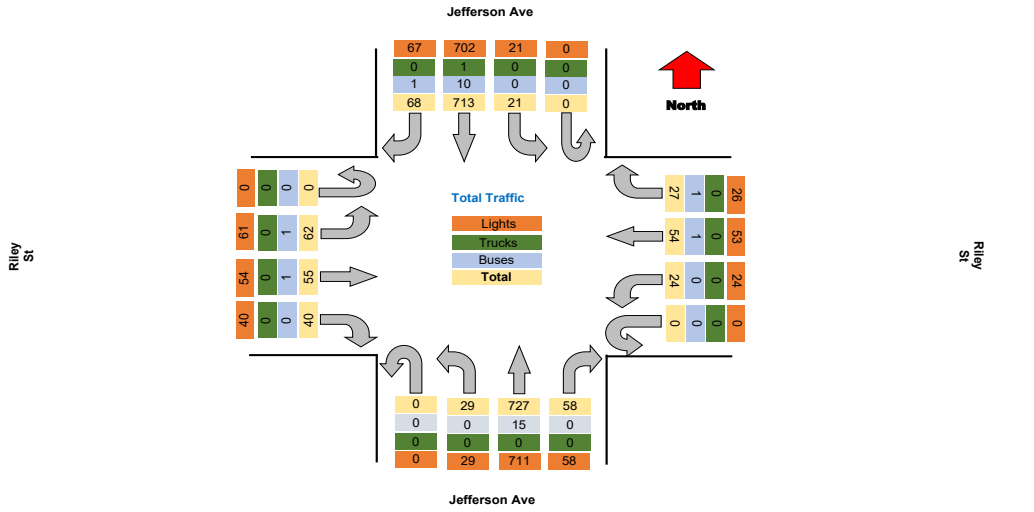 Jefferson Ave
67 702 21 0
0 1 0 0
1 10 0 0
68 713 21 0
North
0 0 0 0
61 0 1 62
54 0 1 55
40 0 0 40
Riley
St
Total Traffic
Lights
Trucks
Buses
Total
27 1 0 26
54 1 0 53
24 0 0 24
0 0 0 0
Riley
St
0 29 727 58
0 0 15 0
0 0 0 0
0 29 711 58
Jefferson Ave